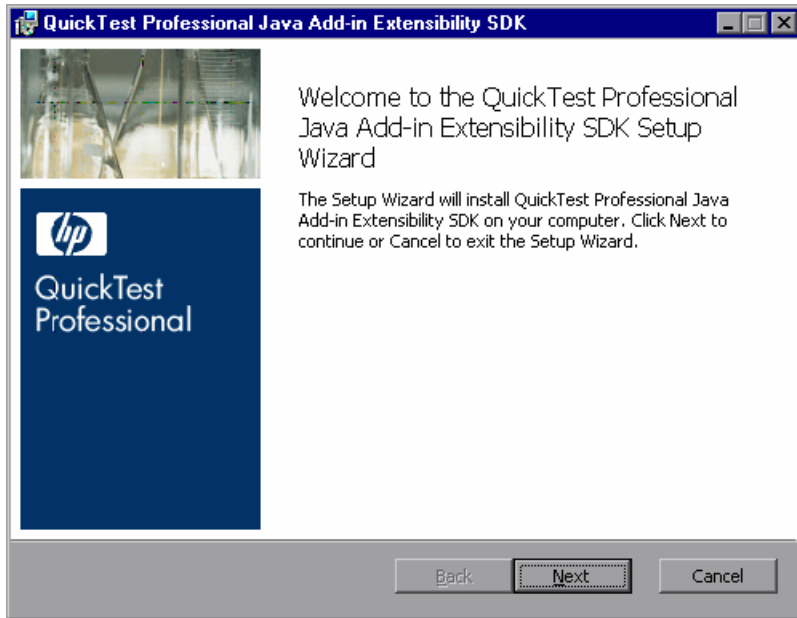 QuickTest Professional Java Add-in Extensibility SDK
Welcome to the QuickTest Professional
Java Add-in Extensibility SDK Setup
Wizard
The Setup Wizard will install QuickTest Professional Java
Add-in Extensibility SDK on your computer. Click Next to
continue or Cancel to exit the Setup Wizard.
hp
QuickTest
Professional
Back
Next
Cancel